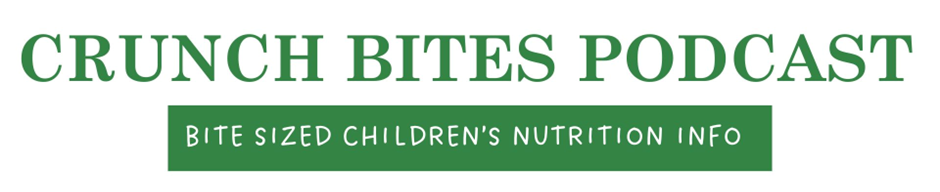 CRUNCH BITES PODCAST
BITE SIZED CHILDREN'S NUTRITION INFO